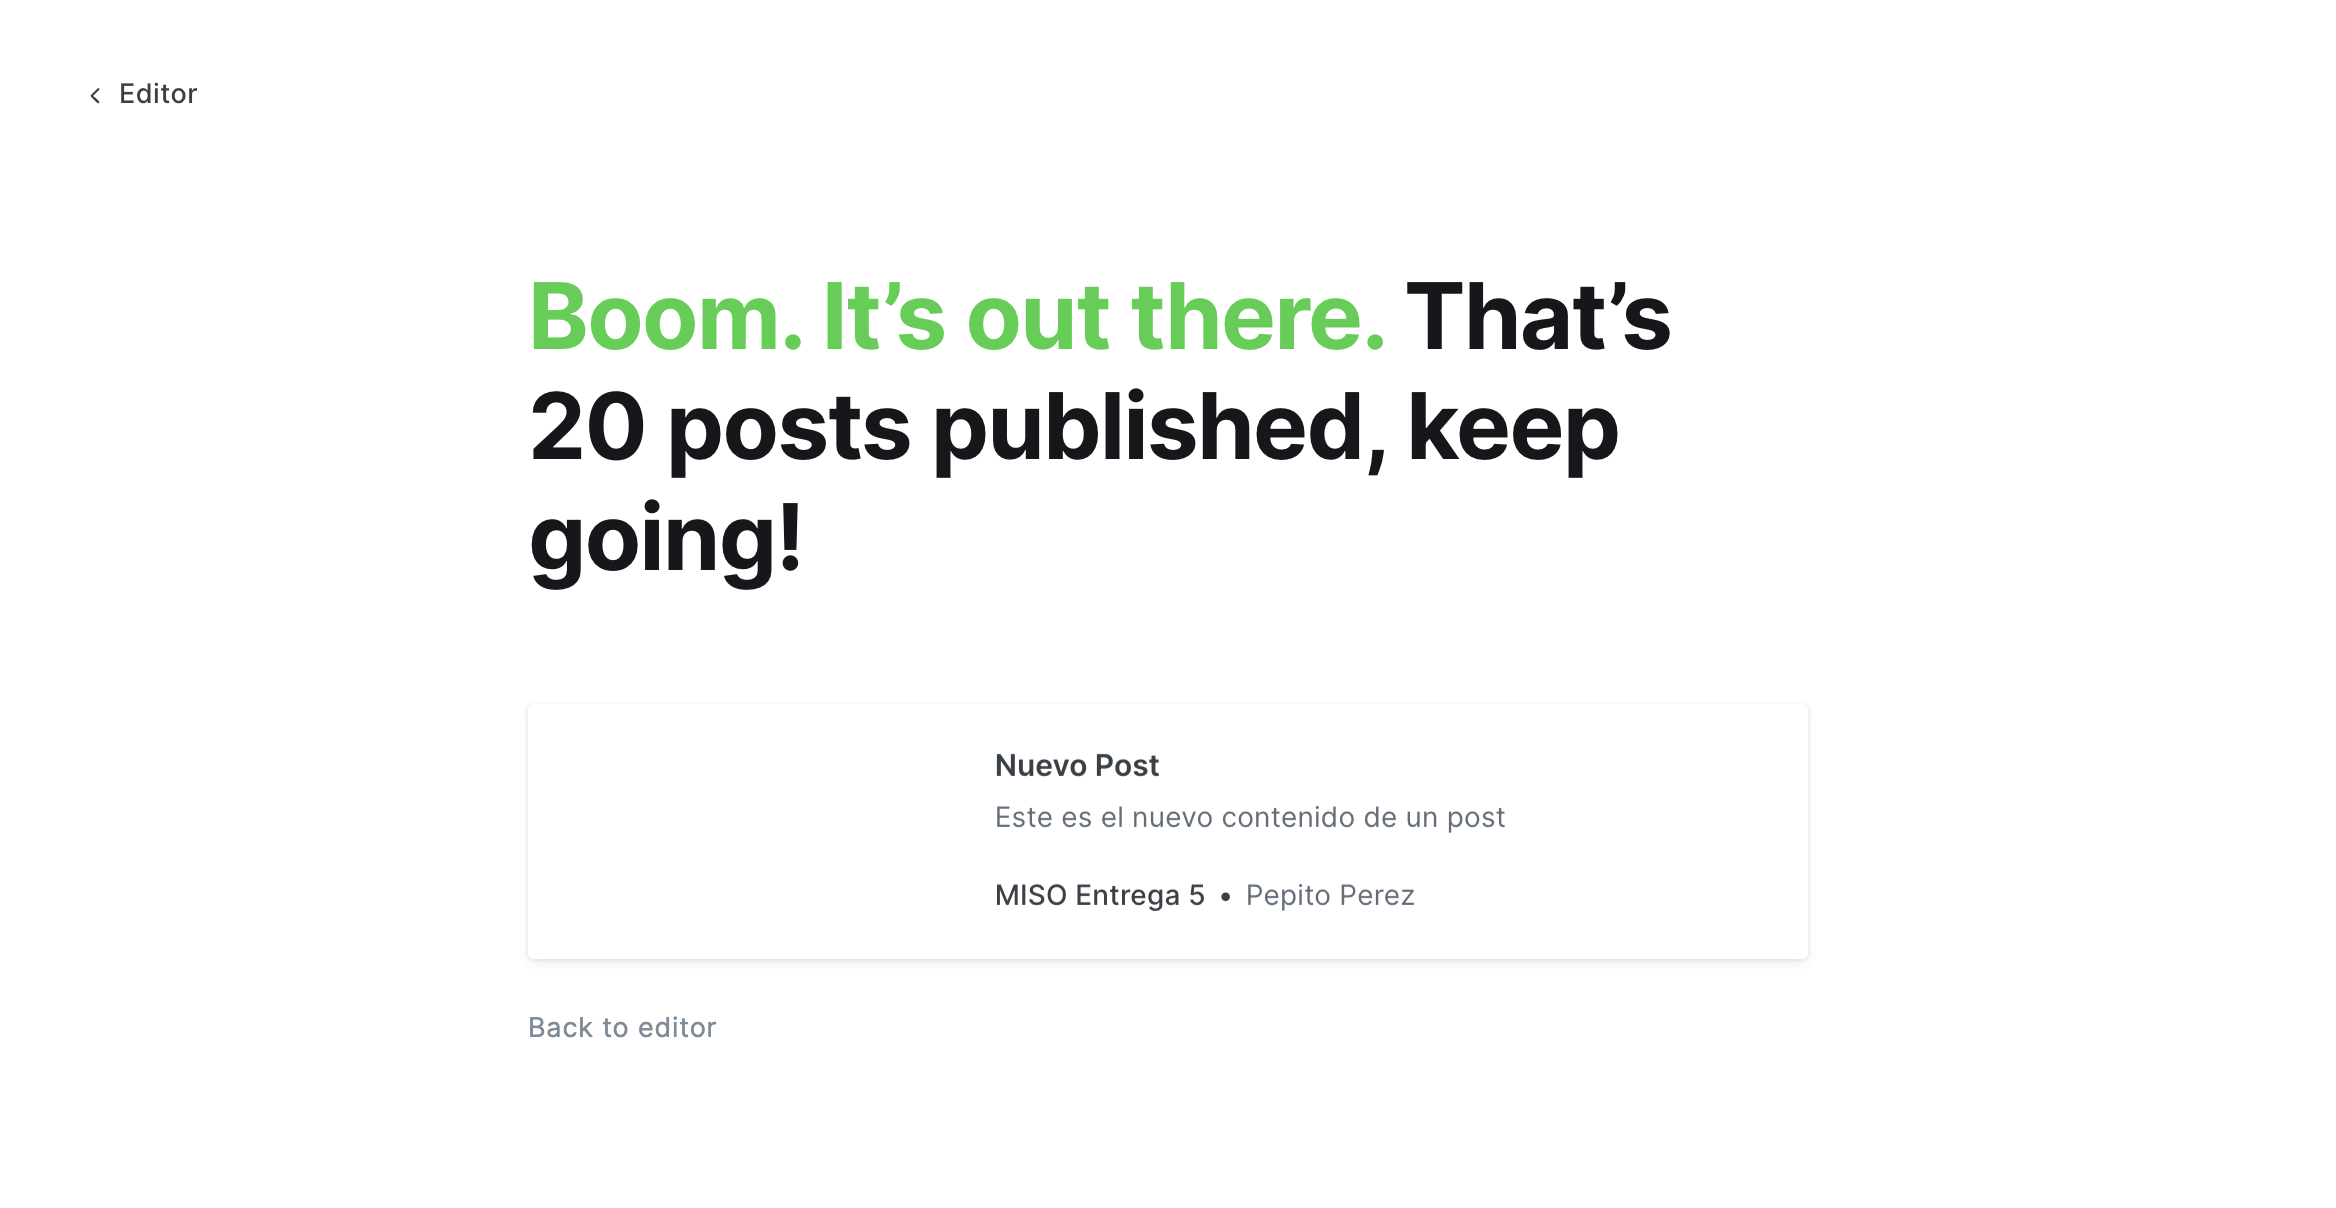 Editor
Boom. It’s out there. That’s
20 posts published, keep
going!
Nuevo Post
Este es el nuevo contenido de un post
MISO Entrega 5 • Pepito Perez
Back to editor